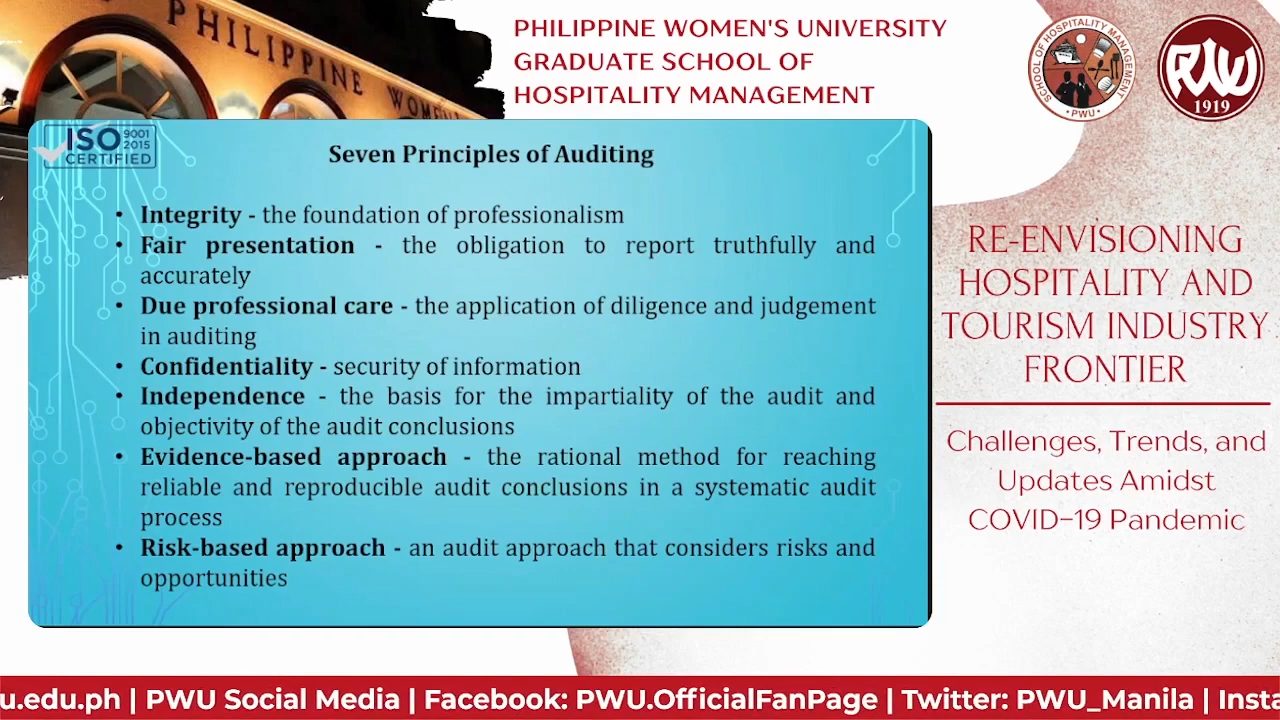 PHILIPPINE WOMEN'S UNIVERSITY
GRADUATE SCHOOL OF
HOSPITALITY MANAGEMENT
PHILIPPINE
SCHOOL OF HOSPITALITY MANAGEMENT
• PWU •
PWU
1919
ISO 9001 2015
CERTIFIED
Seven Principles of Auditing
• Integrity - the foundation of professionalism
• Fair presentation - the obligation to report truthfully and
accurately
• Due professional care - the application of diligence and judgement
in auditing
• Confidentiality - security of information
• Independence - the basis for the impartiality of the audit and
objectivity of the audit conclusions
• Evidence-based approach - the rational method for reaching
reliable and reproducible audit conclusions in a systematic audit
process
• Risk-based approach - an audit approach that considers risks and
opportunities
RE-ENVISIONING
HOSPITALITY AND
TOURISM INDUSTRY
FRONTIER
Challenges, Trends, and
Updates Amidst
COVID-19 Pandemic
u.edu.ph | PWU Social Media | Facebook: PWU.OfficialFanPage | Twitter: PWU_Manila | Insta